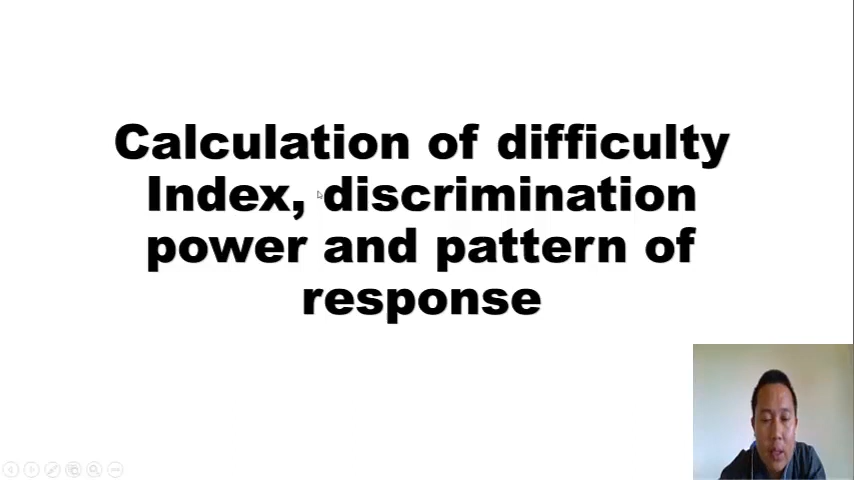 Calculation of difficulty
Index, discrimination
power and pattern of
response